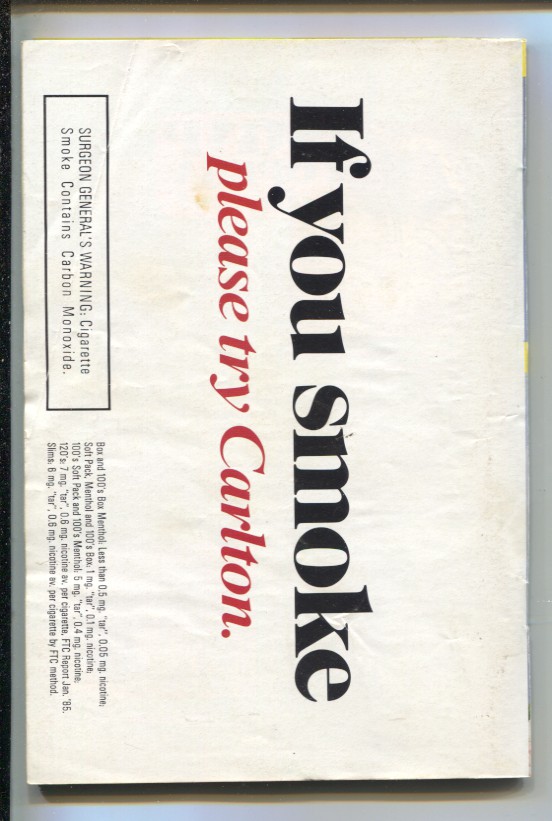 If you smoke
please try Carlton.
SURGEON GENERAL'S WARNING: Cigarette
Smoke Contains Carbon Monoxide.
Box and 100's Box Menthol: Less than 0.5 mg. "tar", 0.05 mg. nicotine;
Soft Pack, Menthol and 100's Box: 1 mg. "tar", 0.1 mg. nicotine;
100's Soft Pack and 100's Menthol: 5 mg. "tar", 0.4 mg. nicotine;
120's: 7 mg. "tar", 0.6 mg. nicotine av. per cigarette, FTC Report Jan. '85.
Slims: 6 mg. "tar", 0.6 mg. nicotine av. per cigarette by FTC method.